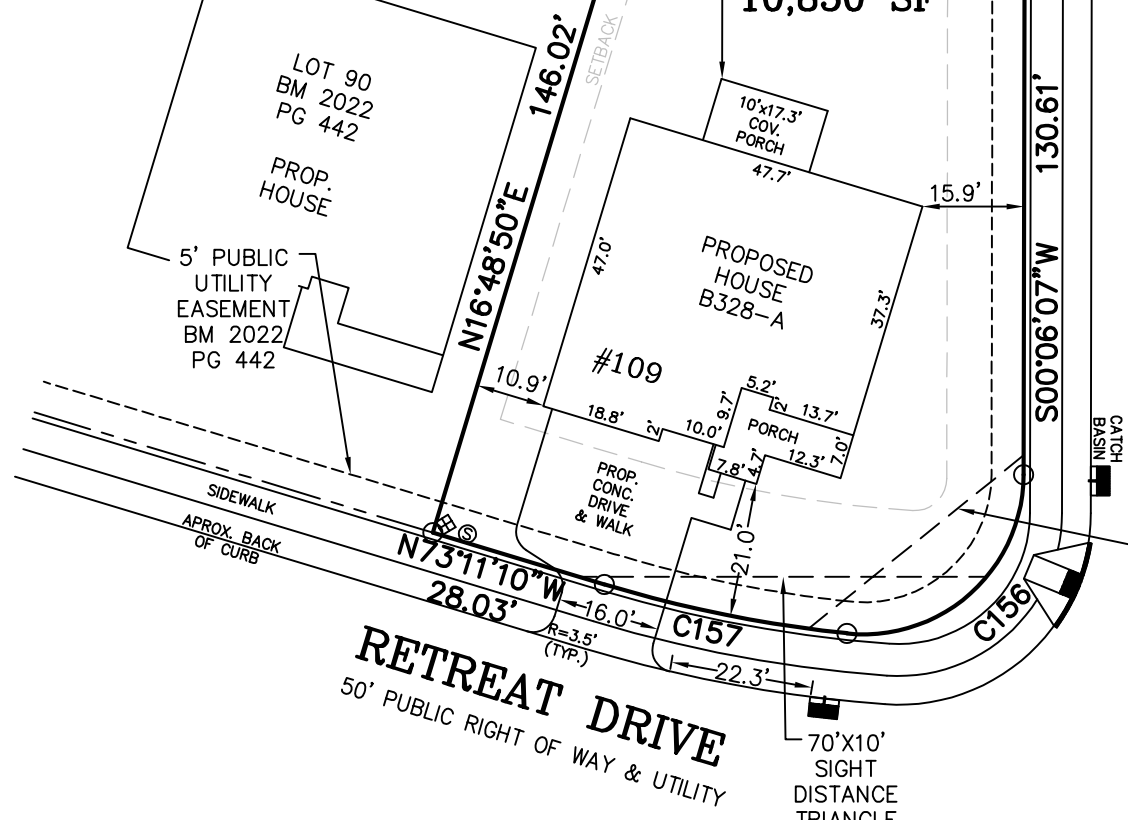 10,850 SF
146.02'
SETBACK
LOT 90
BM 2022
PG 442
PROP.
HOUSE
10'x17.3'
COV.
PORCH
47.7'
130.61'
15.9'
5' PUBLIC
UTILITY
EASEMENT
BM 2022
PG 442
N16°48'50"E
47.0'
PROPOSED
HOUSE
B328-A
37.3'
S00°06'07"W
#109
10.9'
18.8'
2'
10.0'
9.7'
5.2'
2'
13.7'
PORCH
7.0'
12.3'
4.7'
7.8'
CATCH
BASIN
PROP.
CONC.
DRIVE
& WALK
21.0'
SIDEWALK
APROX. BACK
OF CURB
S
N73°11'10"W
28.03'
16.0'
R=3.5'
(TYP.)
C157
C156
22.3'
RETREAT DRIVE
50' PUBLIC RIGHT OF WAY & UTILITY
70'X10'
SIGHT
DISTANCE
TRIANGLE